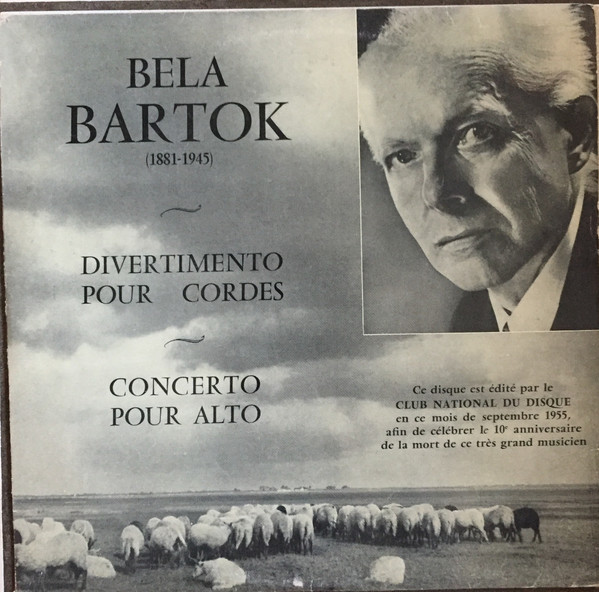 BELA
BARTOK
(1881-1945)
DIVERTIMENTO
POUR CORDES
CONCERTO
POUR ALTO
Ce disque est édité par le
CLUB NATIONAL DU DISQUE
en ce mois de septembre 1955,
afin de célébrer le 10e anniversaire
de la mort de ce très grand musicien